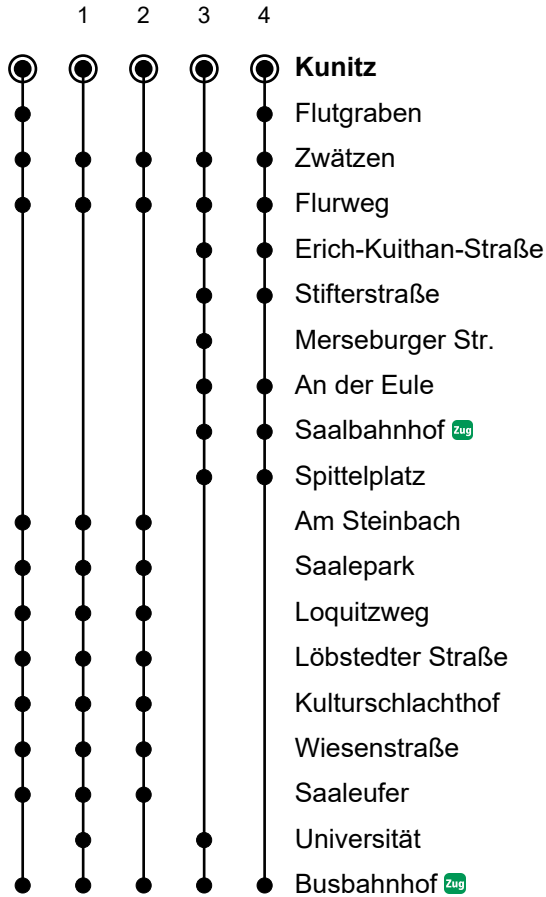 1 2 3 4
Kunitz
Flutgraben
Zwätzen
Flurweg
Erich-Kuithan-Straße
Stifterstraße
Merseburger Str.
An der Eule
Saalbahnhof Zug
Spittelplatz
Am Steinbach
Saalepark
Loquitzweg
Löbstedter Straße
Kulturschlachthof
Wiesenstraße
Saaleufer
Universität
Busbahnhof Zug